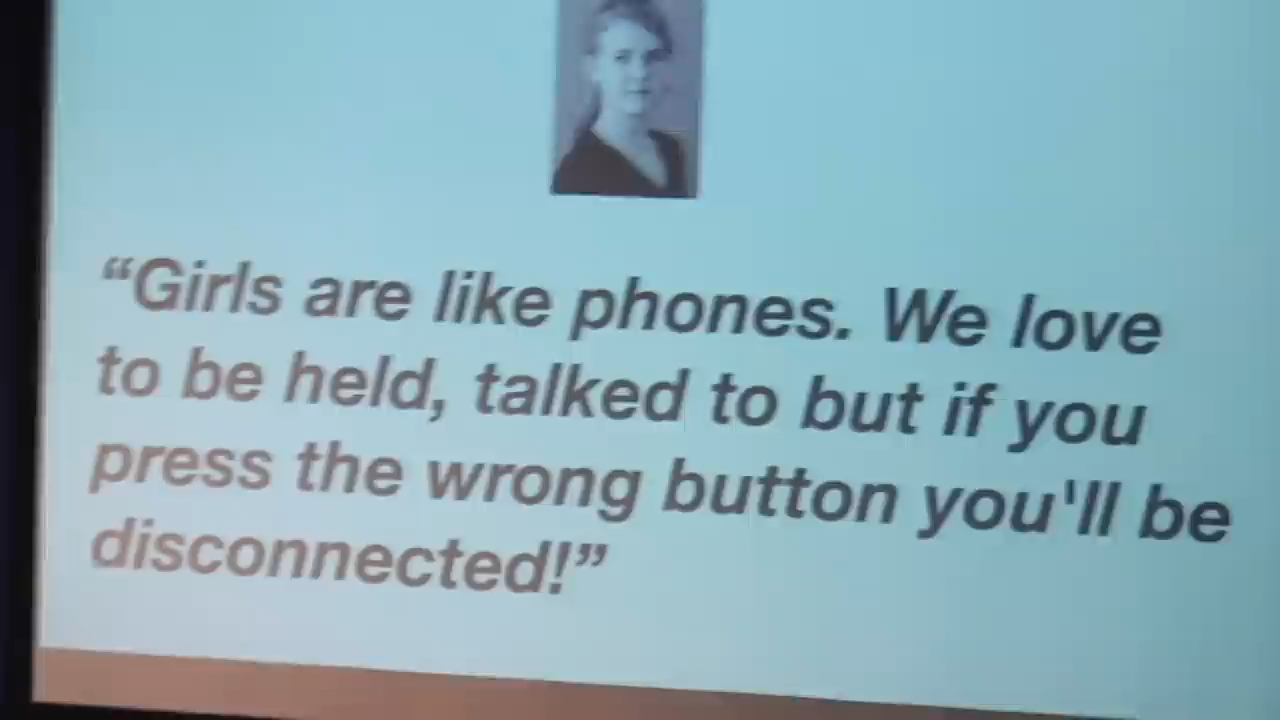 “Girls are like phones. We love
to be held, talked to but if you
press the wrong button you'll be
disconnected!”